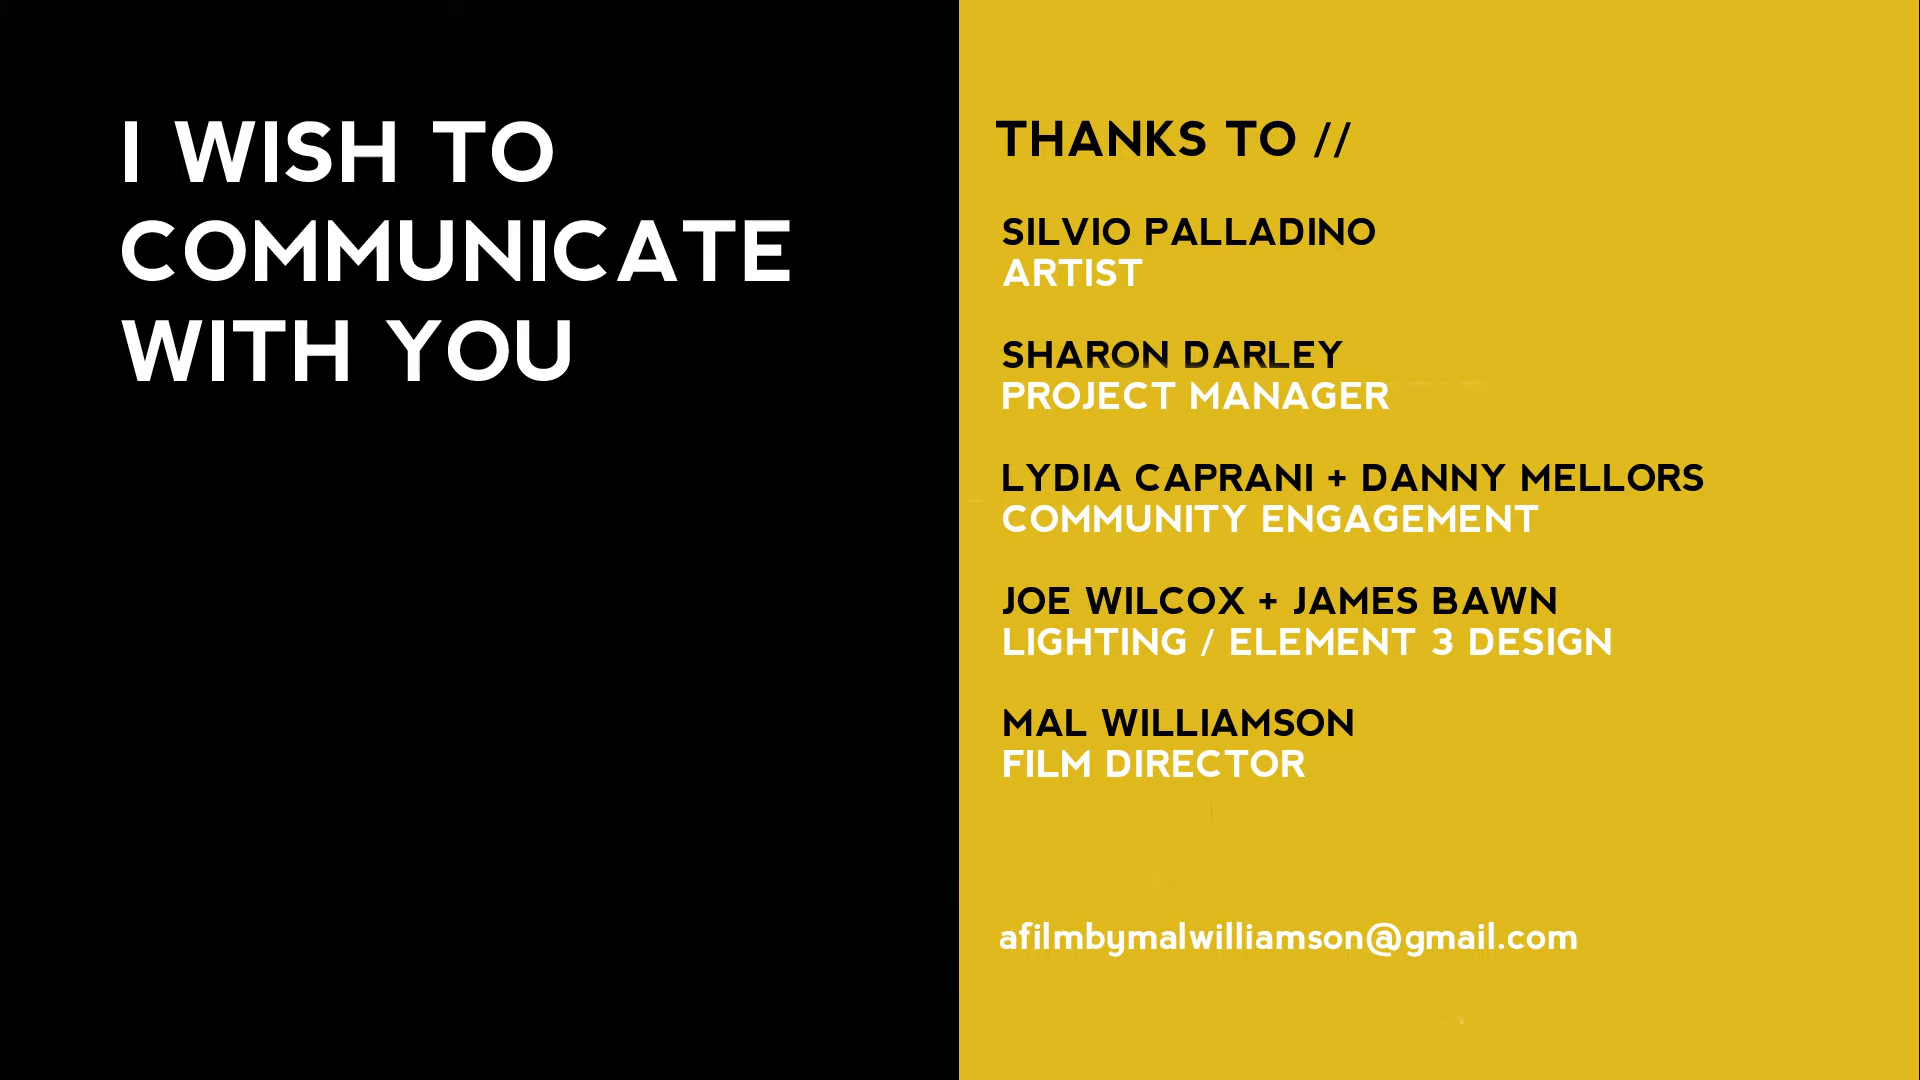 I WISH TO
COMMUNICATE
WITH YOU
THANKS TO //
SILVIO PALLADINO
ARTIST
SHARON DARLEY
PROJECT MANAGER
LYDIA CAPRANI + DANNY MELLORS
COMMUNITY ENGAGEMENT
JOE WILCOX + JAMES BAWN
LIGHTING / ELEMENT 3 DESIGN
MAL WILLIAMSON
FILM DIRECTOR
afilmbymalwilliamson@gmail.com